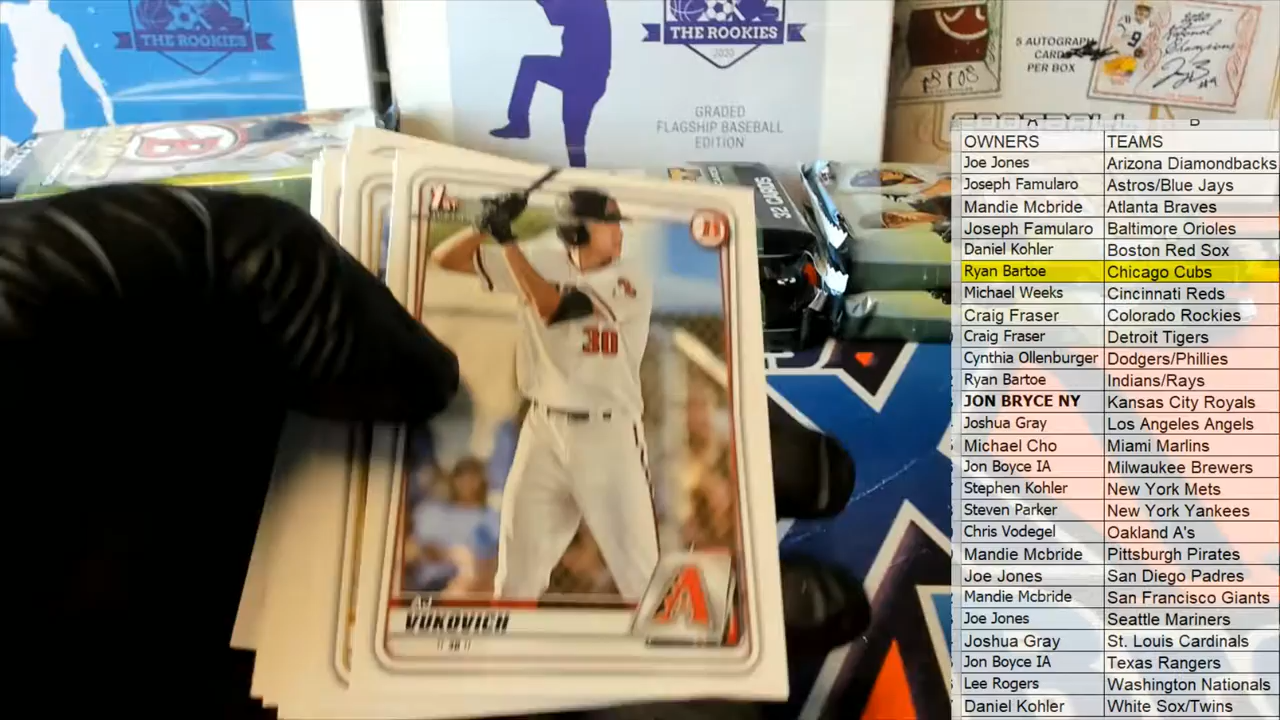 THE ROOKIES
THE ROOKIES
2020
GRADED
FLAGSHIP BASEBALL
EDITION
5 AUTOGRAPH
CARDS
PER BOX
32 CARDS
30
AJ
VUKOVICH
3B
OWNERS TEAMS
Joe Jones Arizona Diamondbacks
Joseph Famularo Astros/Blue Jays
Mandie Mcbride Atlanta Braves
Joseph Famularo Baltimore Orioles
Daniel Kohler Boston Red Sox
Ryan Bartoe Chicago Cubs
Michael Weeks Cincinnati Reds
Craig Fraser Colorado Rockies
Craig Fraser Detroit Tigers
Cynthia Ollenburger Dodgers/Phillies
Ryan Bartoe Indians/Rays
JON BRYCE NY Kansas City Royals
Joshua Gray Los Angeles Angels
Michael Cho Miami Marlins
Jon Boyce IA Milwaukee Brewers
Stephen Kohler New York Mets
Steven Parker New York Yankees
Chris Vodegel Oakland A's
Mandie Mcbride Pittsburgh Pirates
Joe Jones San Diego Padres
Mandie Mcbride San Francisco Giants
Joe Jones Seattle Mariners
Joshua Gray St. Louis Cardinals
Jon Boyce IA Texas Rangers
Lee Rogers Washington Nationals
Daniel Kohler White Sox/Twins